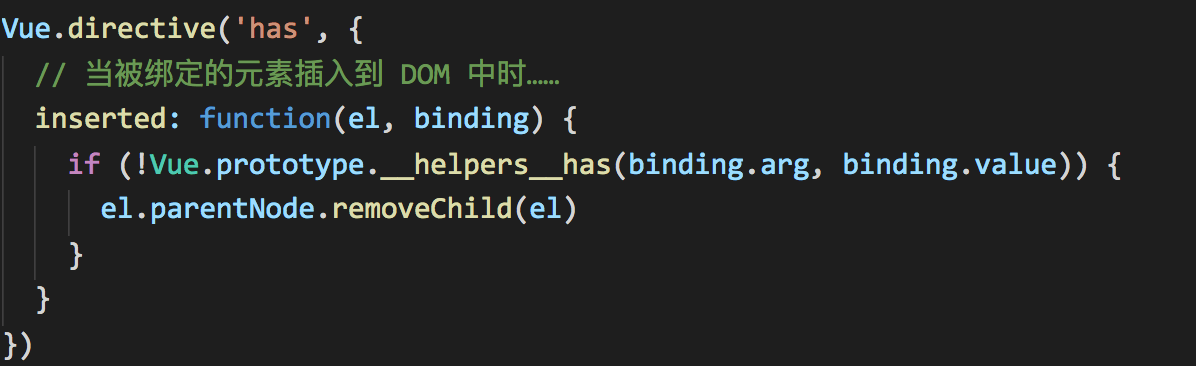 Vue.directive('has', {
  // 当被绑定的元素插入到 DOM 中时……
  inserted: function(el, binding) {
    if (!Vue.prototype.__helpers__has(binding.arg, binding.value)) {
      el.parentNode.removeChild(el)
    }
  }
})